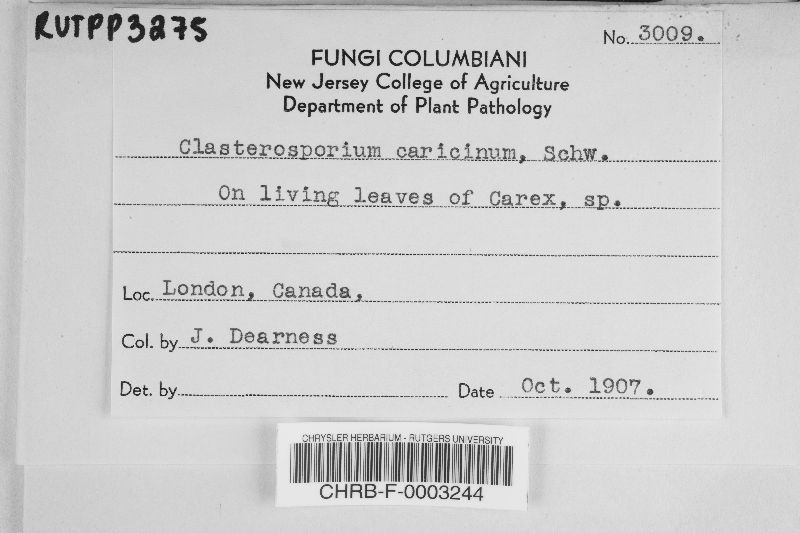 RUTPP3275
No. 3009.
FUNGI COLUMBIANI
New Jersey College of Agriculture
Department of Plant Pathology
Clasterosporium caricinum, Schw.
On living leaves of Carex, sp.
Loc. London, Canada,
Col. by J. Dearness
Det. by
Date Oct. 1907.
CHRYSLER HERBARIUM - RUTGERS UNIVERSITY
CHRB-F-0003244